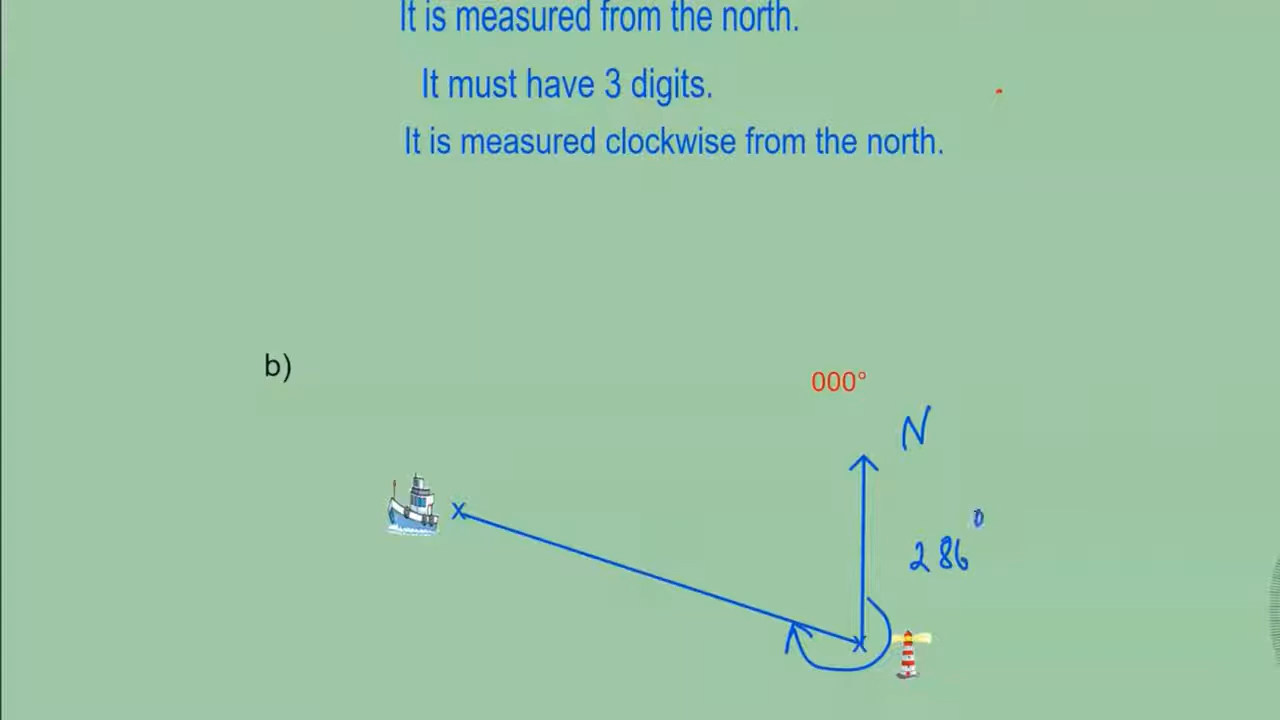 It is measured from the north.
It must have 3 digits.
It is measured clockwise from the north.
b)
000°
N
286°
x
x